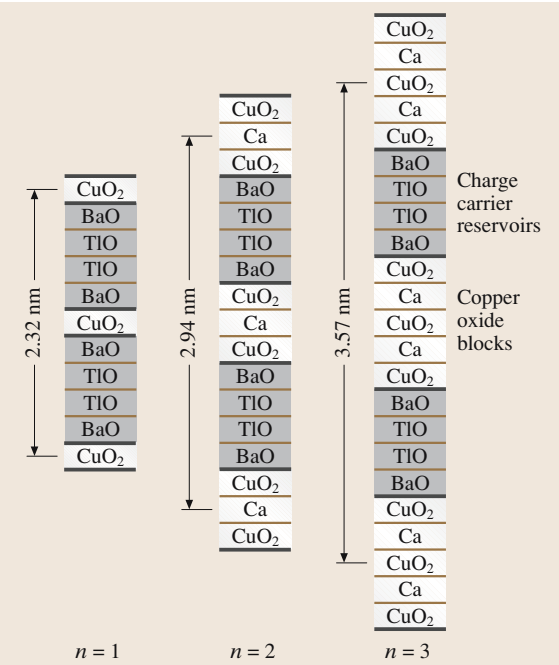 CuO₂
BaO
TlO
TlO
BaO
CuO₂
BaO
TlO
TlO
BaO
CuO₂
2.32 nm
n = 1
CuO₂
Ca
CuO₂
BaO
TlO
TlO
BaO
CuO₂
Ca
CuO₂
BaO
TlO
TlO
BaO
CuO₂
Ca
CuO₂
2.94 nm
n = 2
CuO₂
Ca
CuO₂
Ca
CuO₂
BaO
TlO
TlO
BaO
CuO₂
Ca
CuO₂
Ca
CuO₂
BaO
TlO
TlO
BaO
CuO₂
Ca
CuO₂
Ca
CuO₂
3.57 nm
n = 3
Charge
carrier
reservoirs
Copper
oxide
blocks